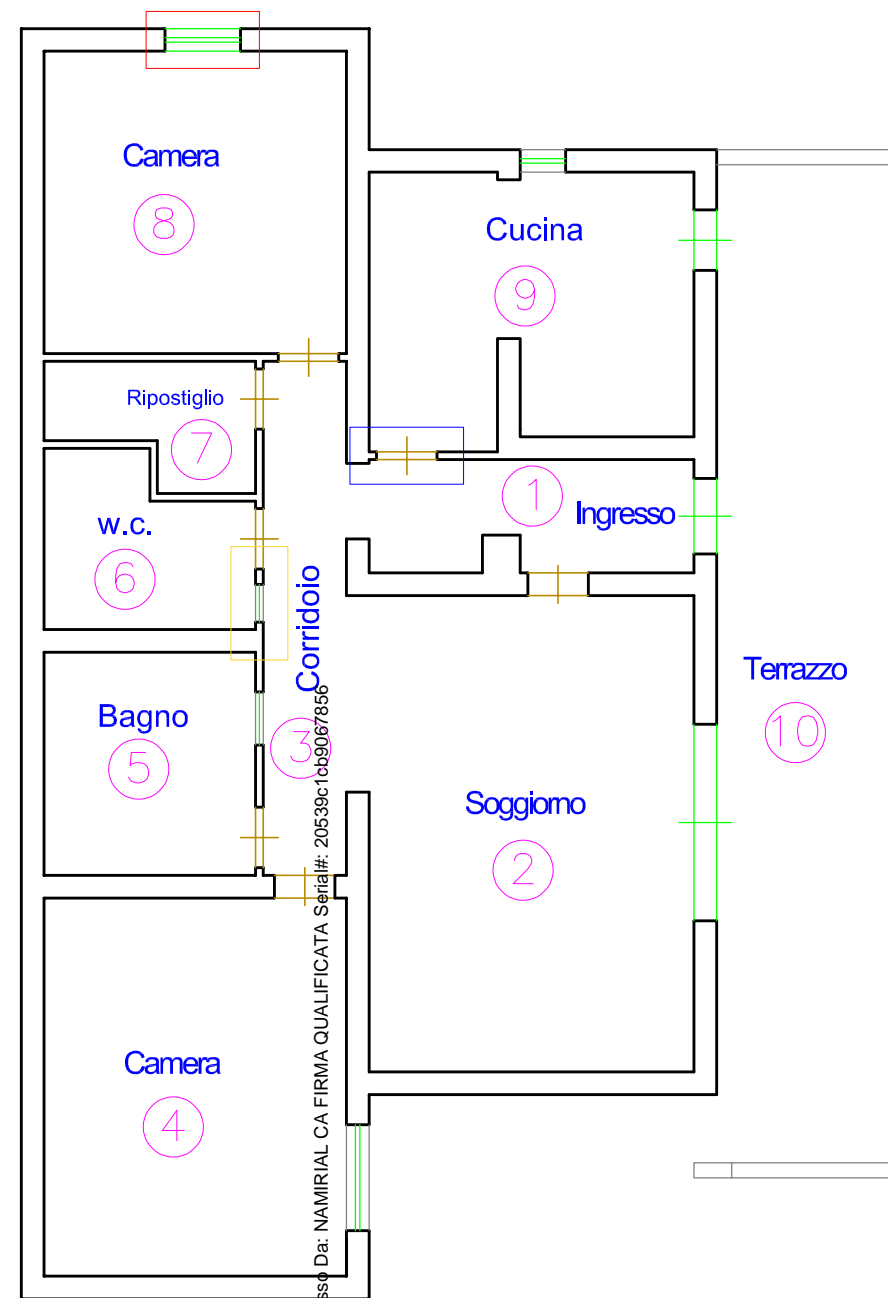 Camera
8
Cucina
9
Ripostiglio
7
1
Ingresso
w.c.
6
Corridoio
3
Terrazzo
10
Bagno
5
Soggiorno
2
Camera
4
Da: NAMIRIAL CA FIRMA QUALIFICATA Serial#: 20539c1cb9067856